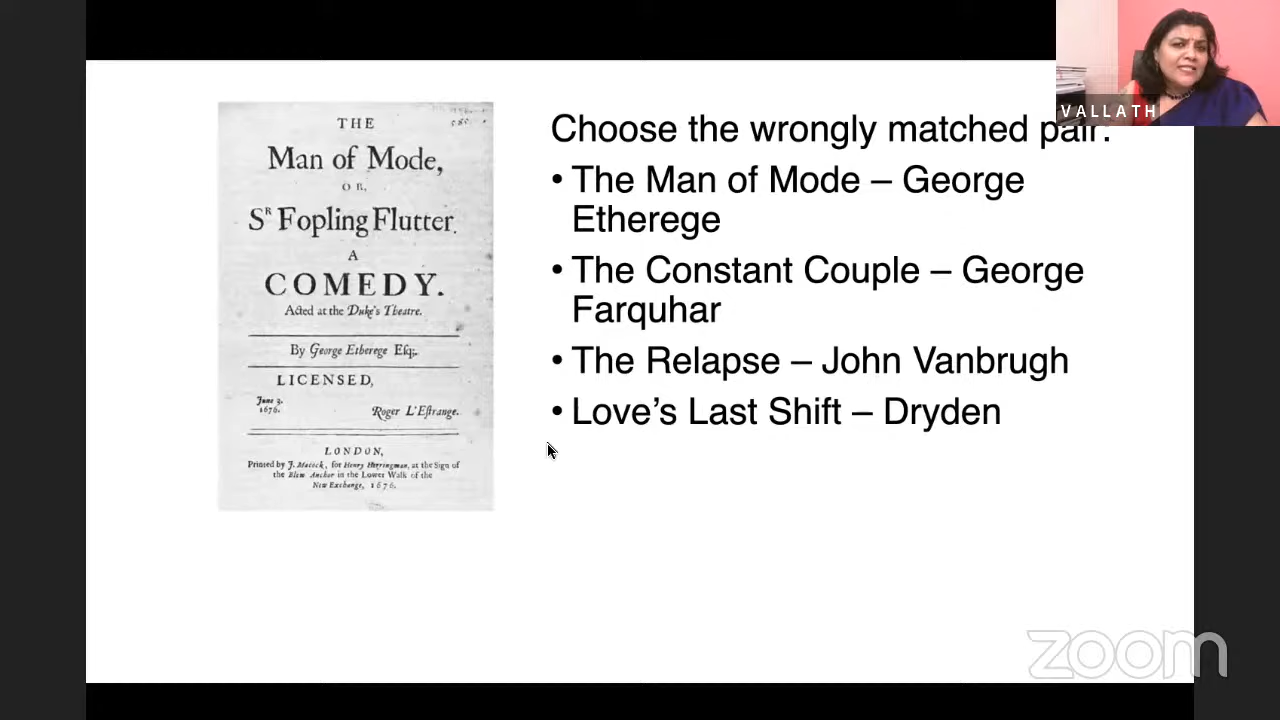 VALLATH
THE
Man of Mode,
OR,
Sʳ Fopling Flutter.
A
COMEDY.
Acted at the Duke's Theatre.
By George Etherege Esq;.
LICENSED,
June 3.
1676.
Roger L'Estrange.
LONDON,
Printed by J. Macock, for Henry Herringman, at the Sign of
the Blew Anchor in the Lower Walk of the
New Exchange, 1676.
Choose the wrongly matched pair:
• The Man of Mode – George
Etherege
• The Constant Couple – George
Farquhar
• The Relapse – John Vanbrugh
• Love’s Last Shift – Dryden
zoom